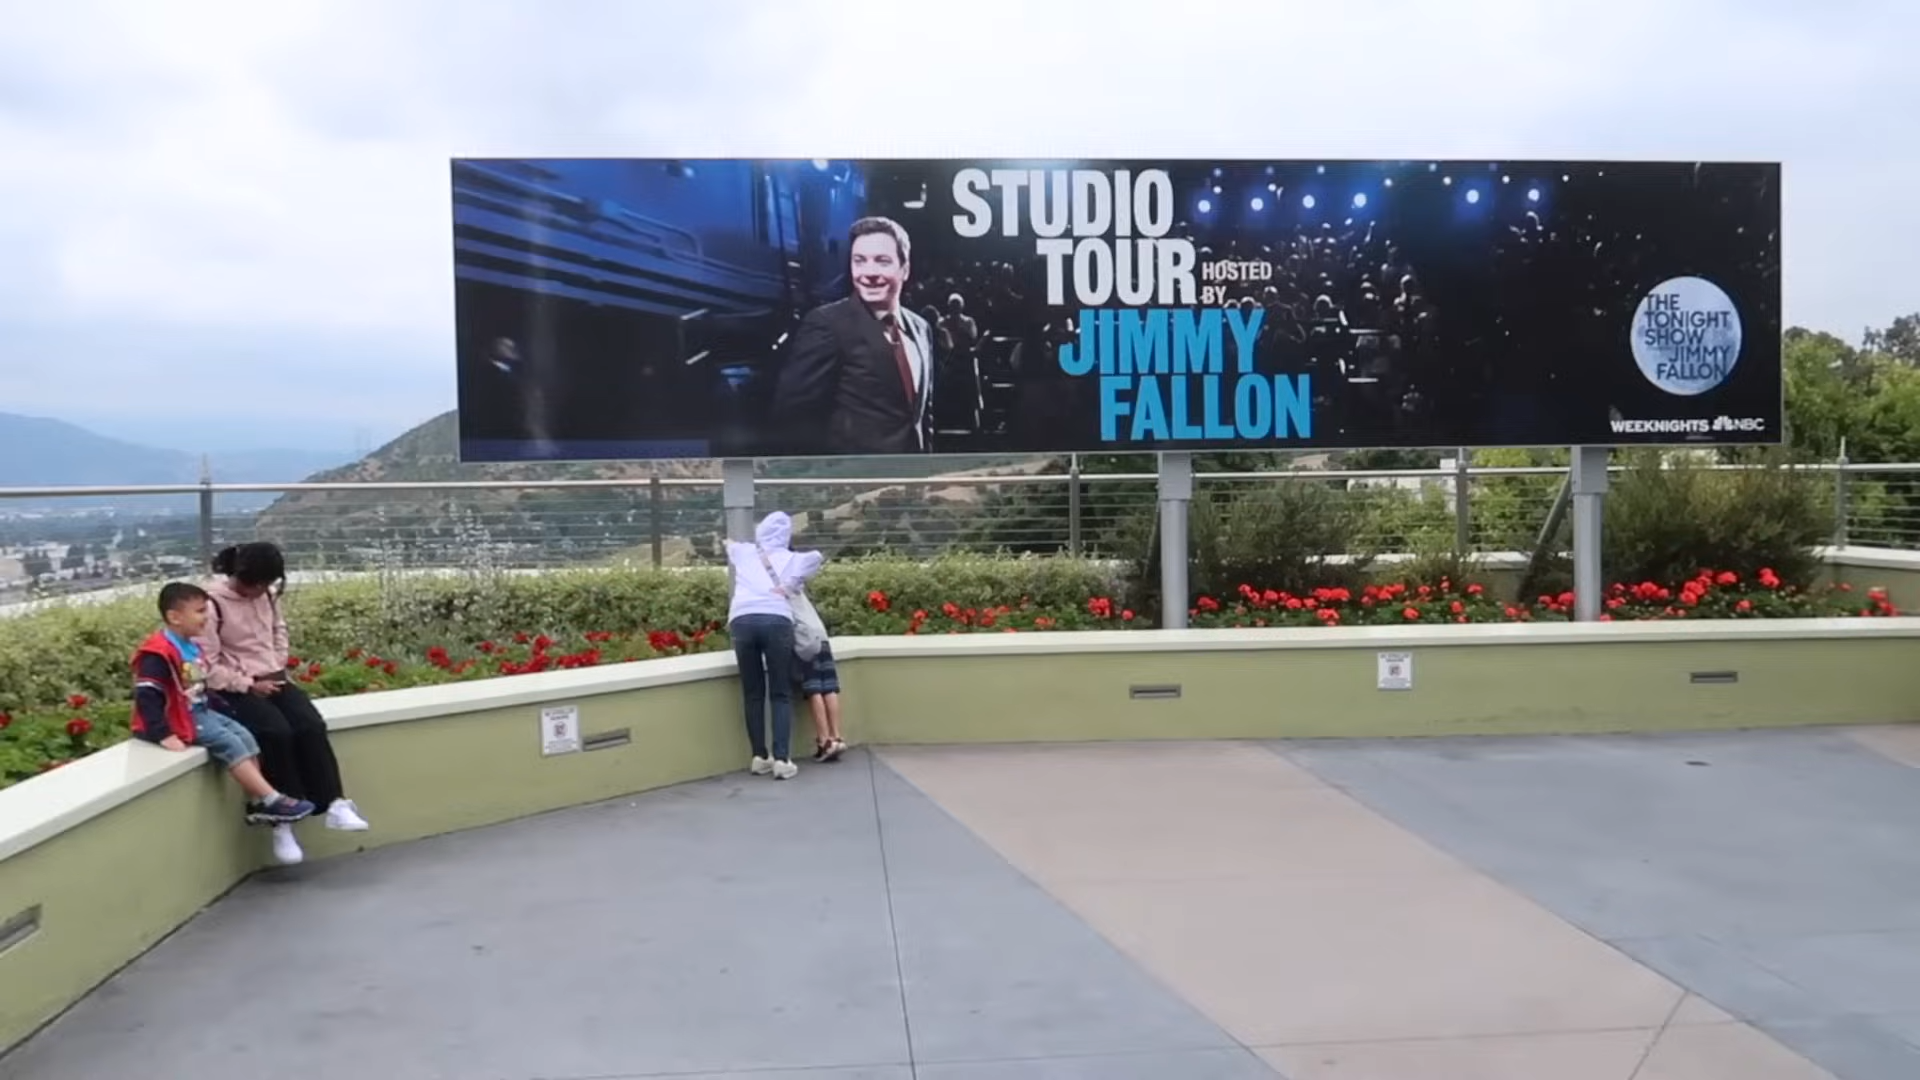 STUDIO
TOUR
HOSTED
BY
JIMMY
FALLON
THE
TONIGHT
SHOW
JIMMY
FALLON
WEEKNIGHTS NBC